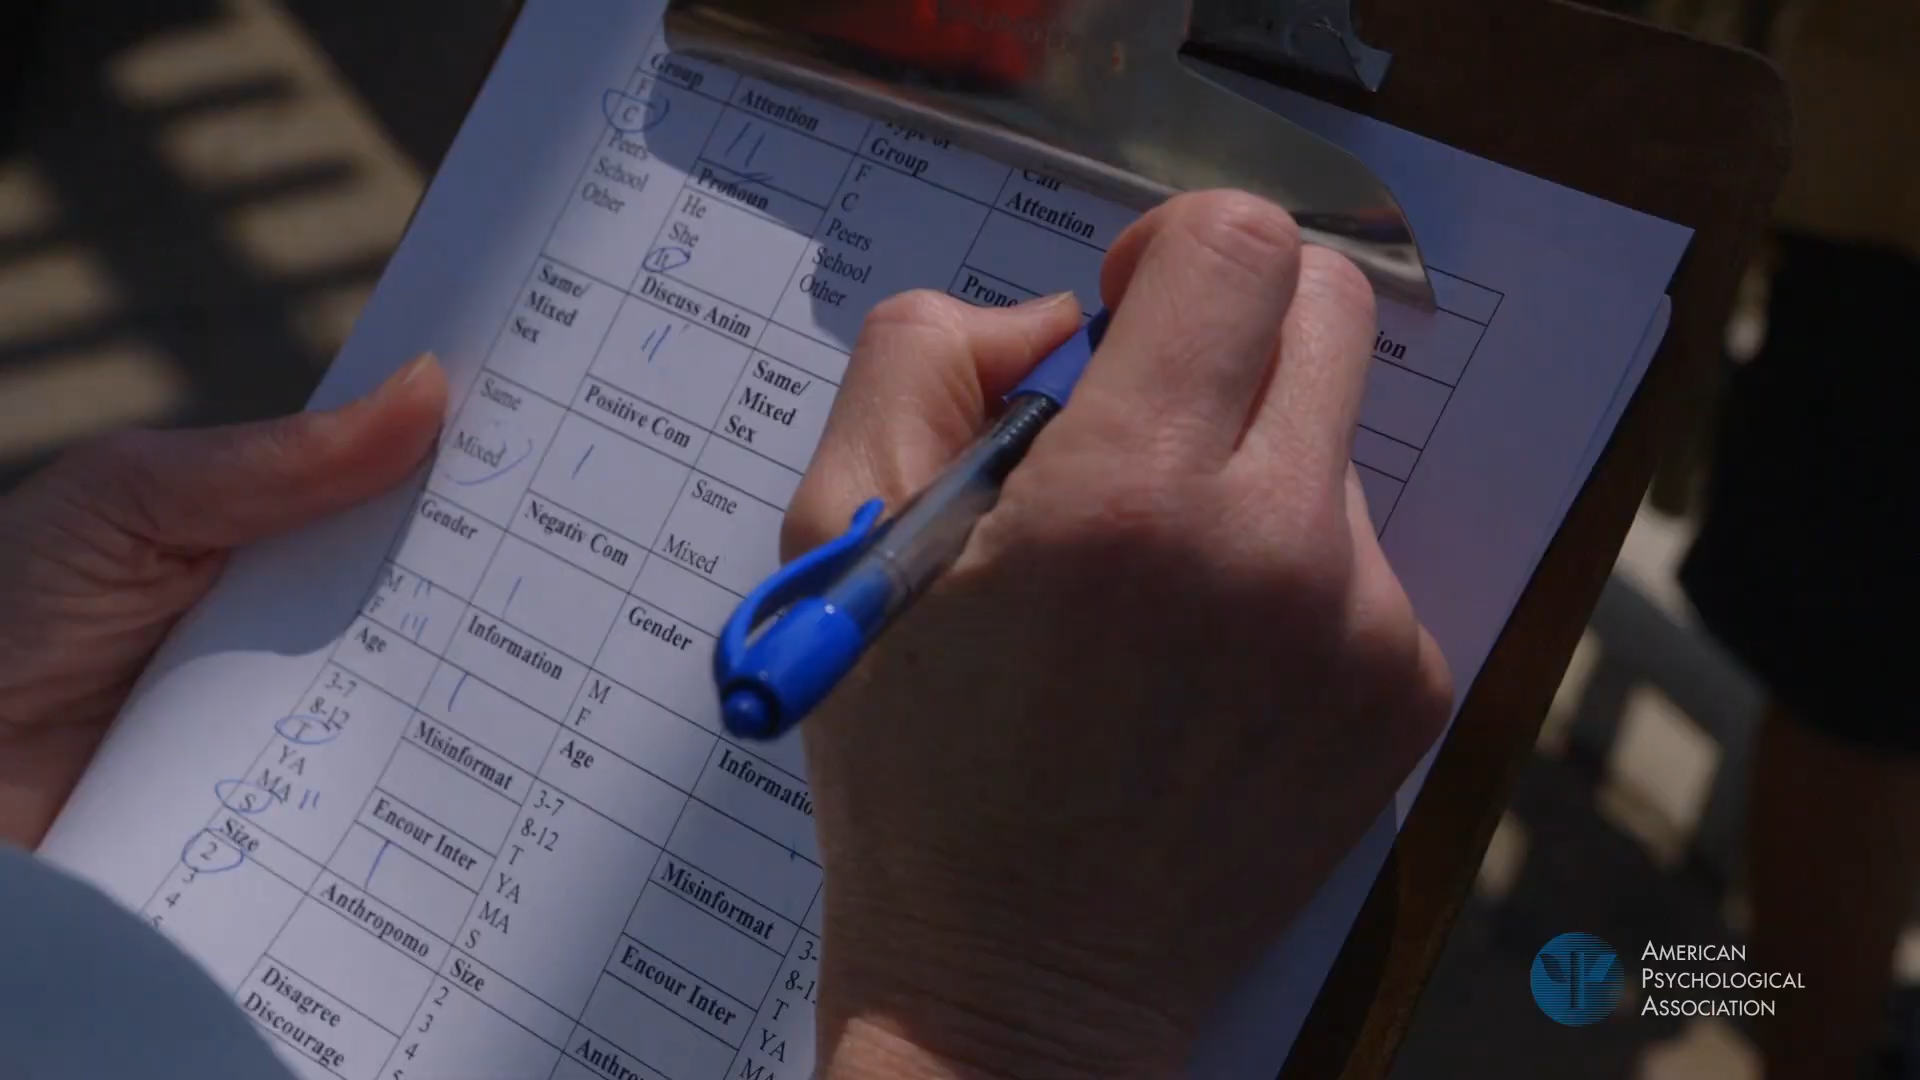 Group
F
C
Peers
School
Other
Attention
Pronoun
He
She
It
Same/
Mixed
Sex
Same
Mixed
Discuss Anim
Positive Com
Negativ Com
Gender
M
F
Information
Age
3-7
8-12
T
YA
MA
S
Misinformat
Encour Inter
Size
2
3
4
5
Anthropomo
Disagree
Discourage
Type of
Group
F
C
Peers
School
Other
Call
Attention
Same/
Mixed
Sex
Same
Mixed
Gender
M
F
Age
3-7
8-12
T
YA
MA
S
Misinformat
Encour Inter
Size
2
3
4
T
YA
AMERICAN
PSYCHOLOGICAL
ASSOCIATION